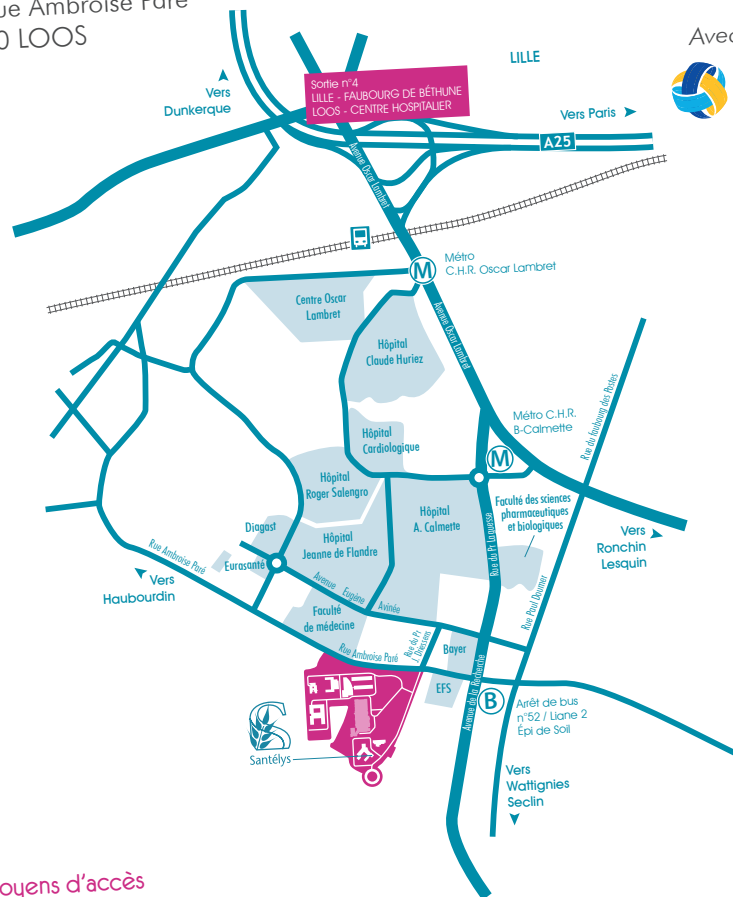 ue Ambroise Paré
0 LOOS
Avec
LILLE
Sortie n°4
LILLE - FAUBOURG DE BÉTHUNE
LOOS - CENTRE HOSPITALIER
Vers
Dunkerque
Vers Paris
A25
Avenue Oscar Lambret
M
Métro
C.H.R. Oscar Lambret
Centre Oscar
Lambret
Avenue Oscar Lambret
Hôpital
Claude Huriez
Rue du Faubourg des Postes
Métro C.H.R.
B-Calmette
M
Hôpital
Cardiologique
Hôpital
Roger Salengro
Hôpital
A. Calmette
Faculté des sciences
pharmaceutiques
et biologiques
Rue du Pr Laguesse
Vers
Ronchin
Lesquin
Diagast
Hôpital
Jeanne de Flandre
Eurasanté
Rue Ambroise Paré
Vers
Haubourdin
Avenue Eugène Avinée
Rue Paul Doumer
Faculté
de médecine
Rue Ambroise Paré
Rue du Pr
J. Driessens
Bayer
EFS
Avenue de la Recherche
B
Arrêt de bus
n°52 / Liane 2
Épi de Soil
S
Santélys
Vers
Wattignies
Seclin
oyens d'accès